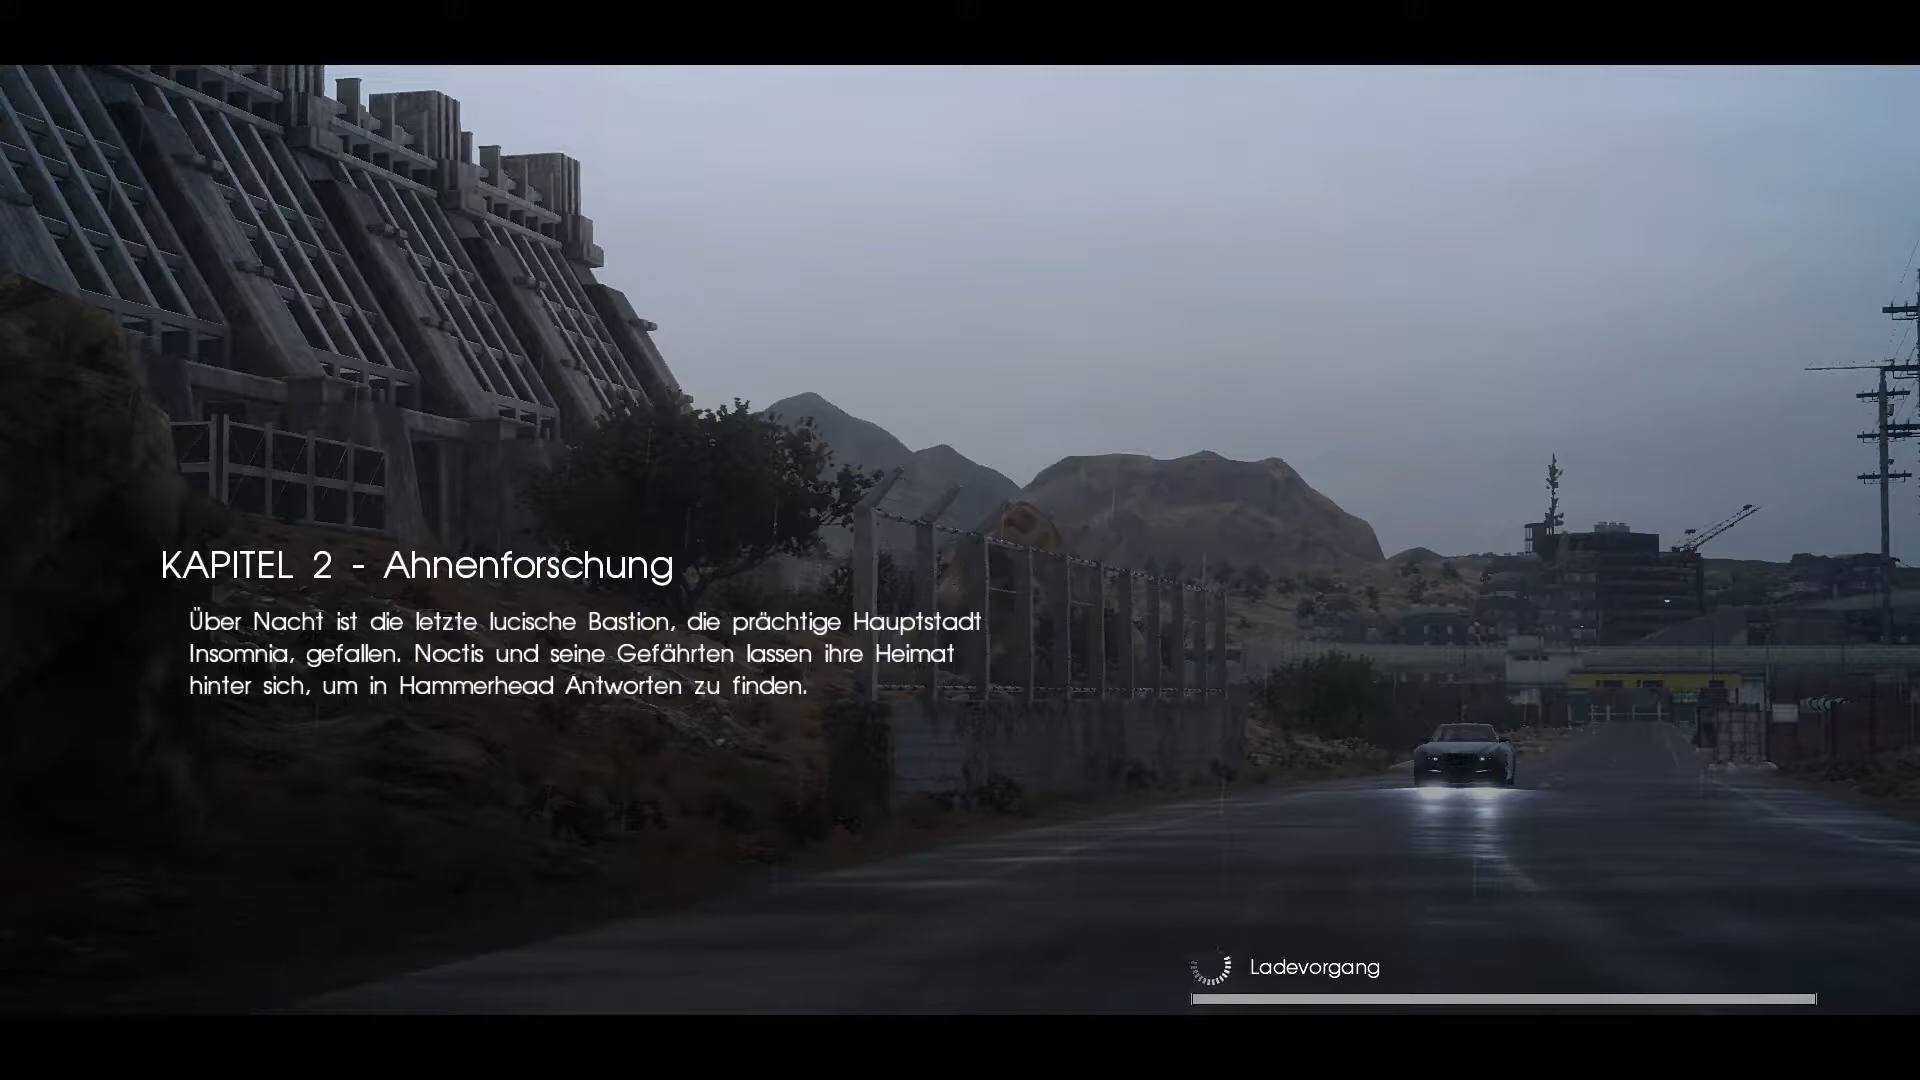 KAPITEL 2 - Ahnenforschung
Über Nacht ist die letzte lucische Bastion, die prächtige Hauptstadt
Insomnia, gefallen. Noctis und seine Gefährten lassen ihre Heimat
hinter sich, um in Hammerhead Antworten zu finden.
Ladevorgang